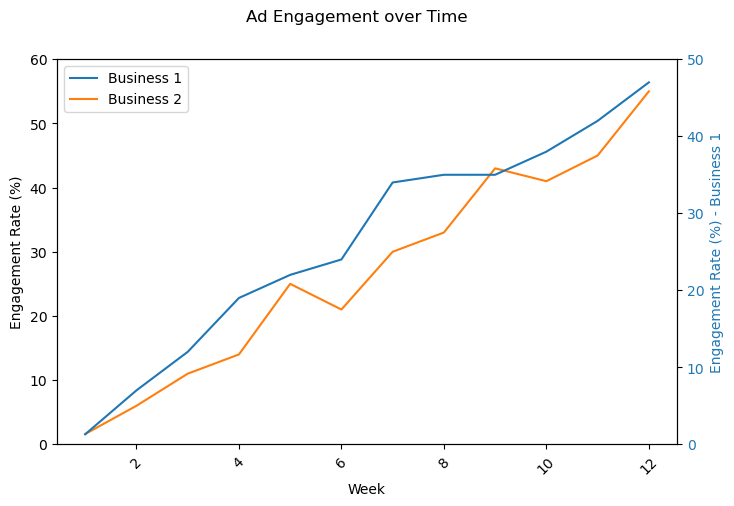 Ad Engagement over Time
Business 1
Business 2
Engagement Rate (%)
60
50
40
30
20
10
0
Engagement Rate (%) - Business 1
50
40
30
20
10
0
2 4 6 8 10 12
Week